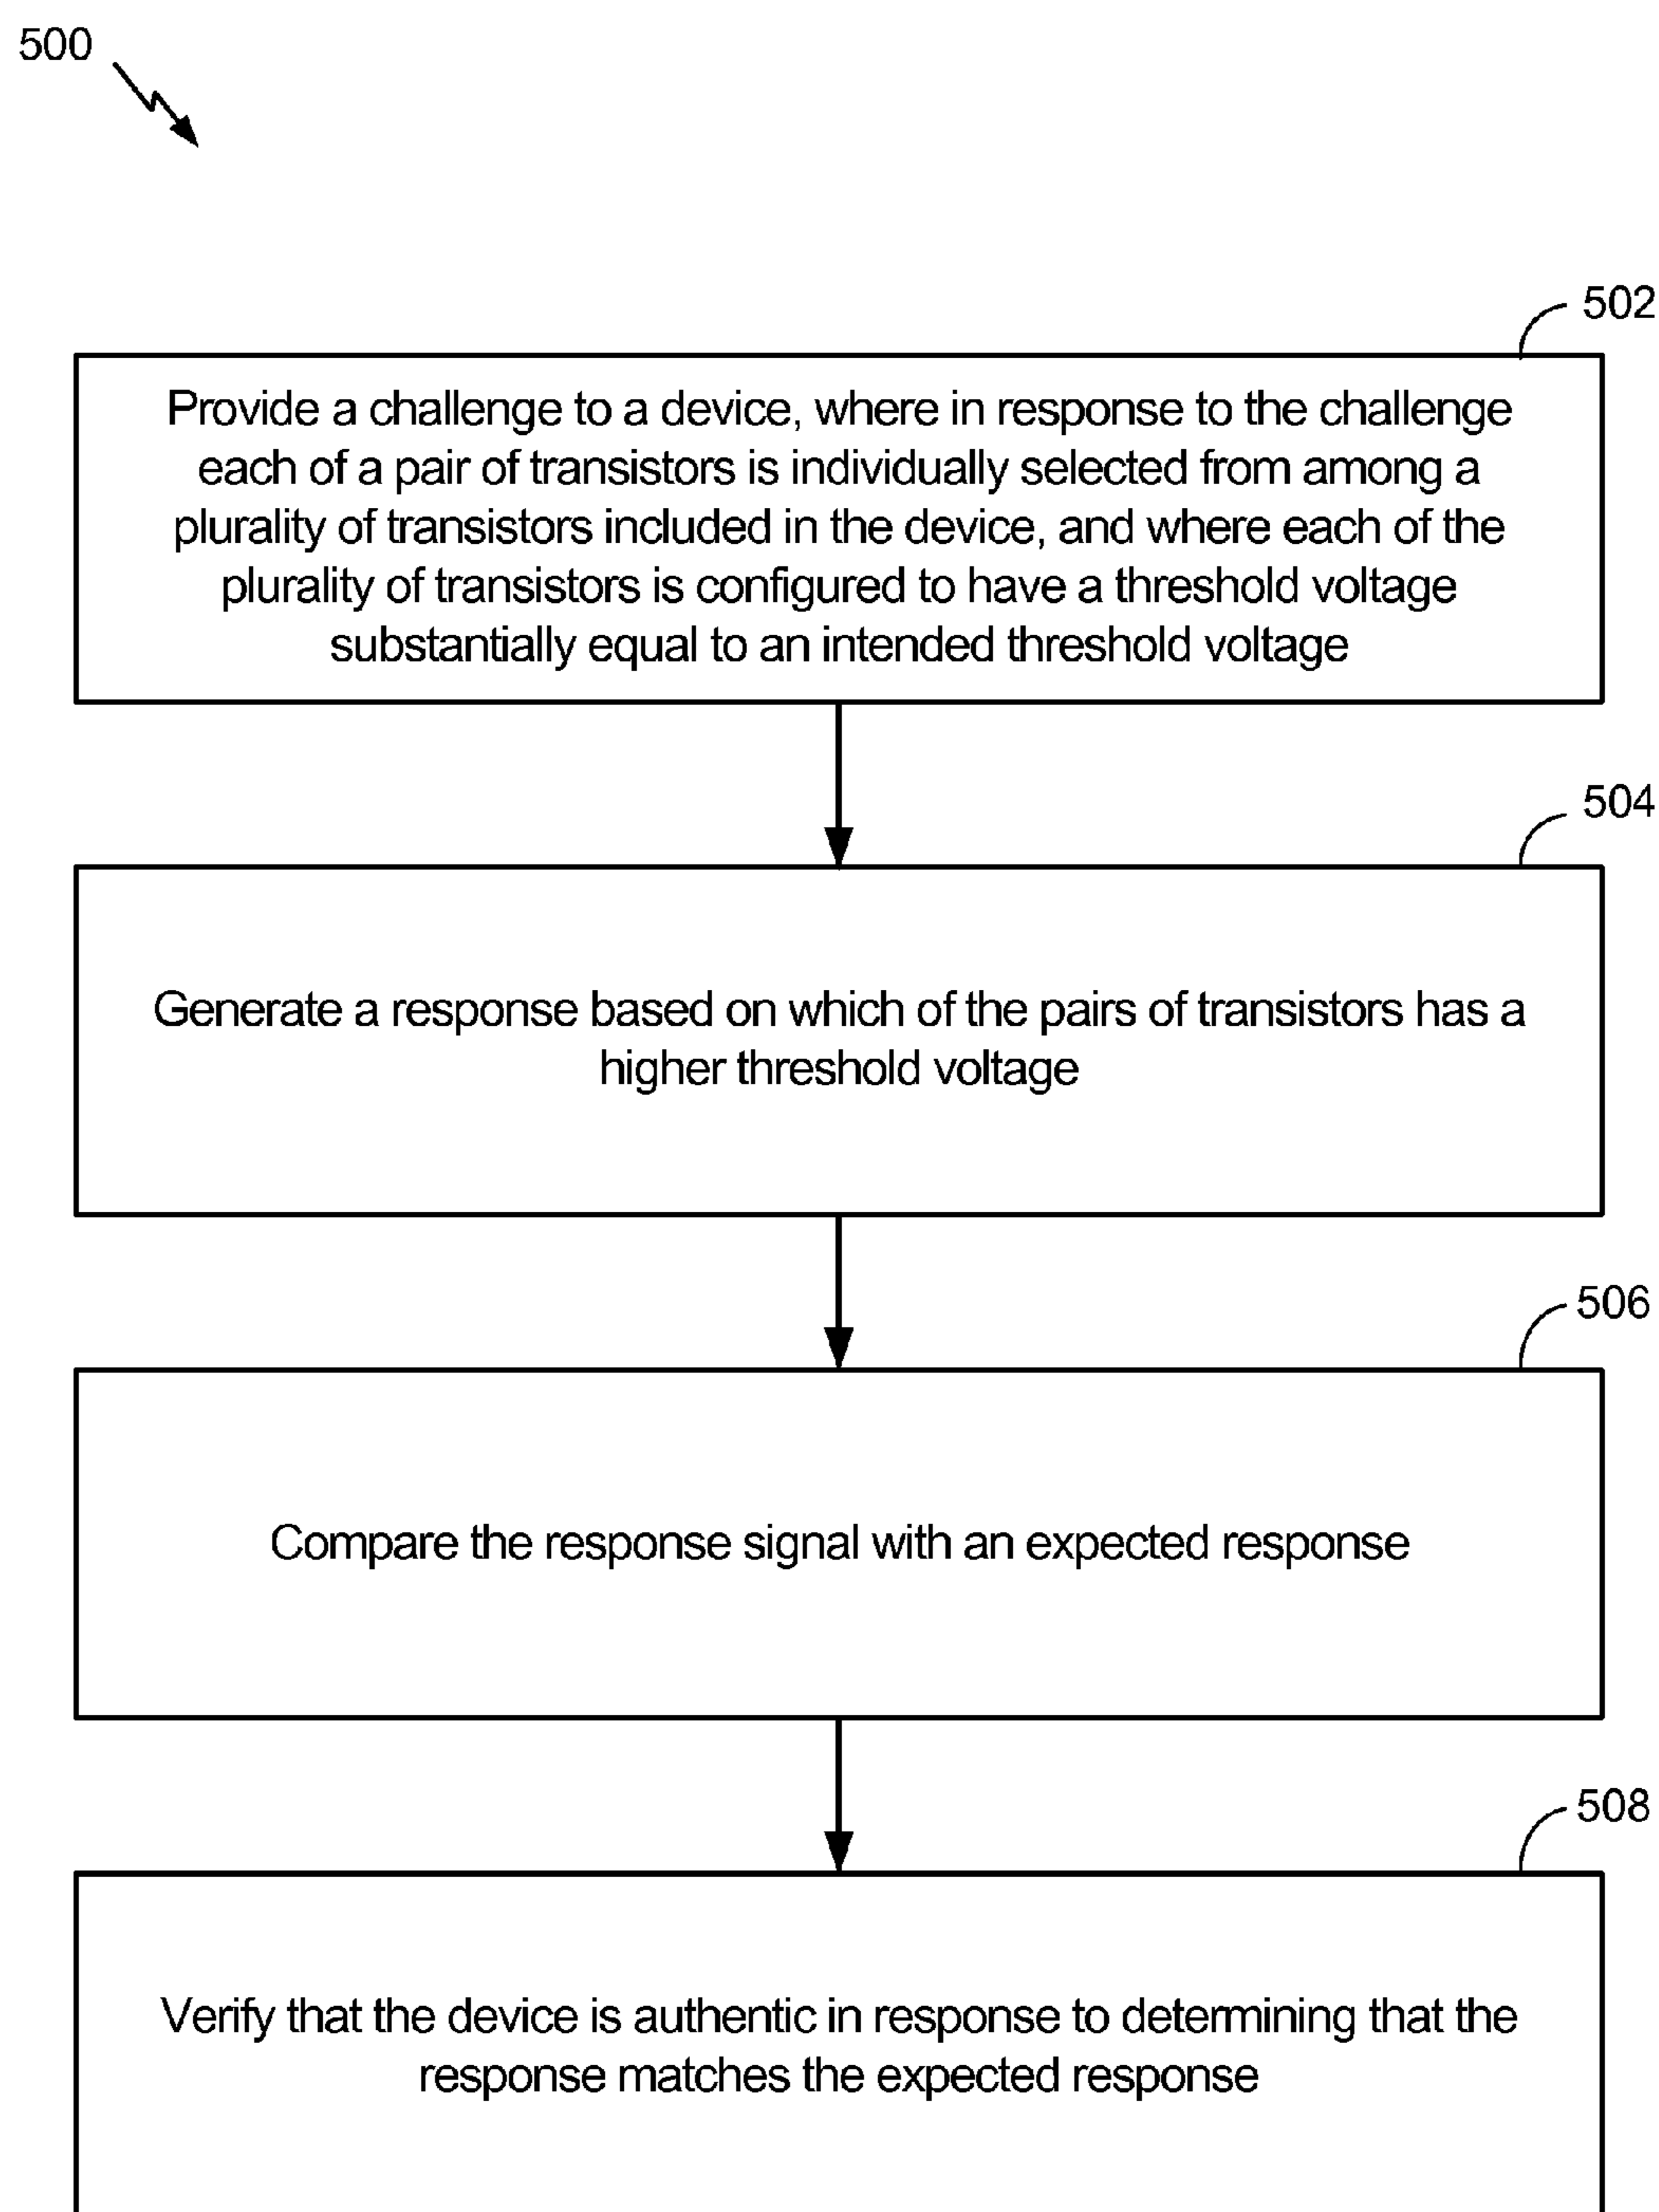 500
502
Provide a challenge to a device, where in response to the challenge
each of a pair of transistors is individually selected from among a
plurality of transistors included in the device, and where each of the
plurality of transistors is configured to have a threshold voltage
substantially equal to an intended threshold voltage
504
Generate a response based on which of the pairs of transistors has a
higher threshold voltage
506
Compare the response signal with an expected response
508
Verify that the device is authentic in response to determining that the
response matches the expected response